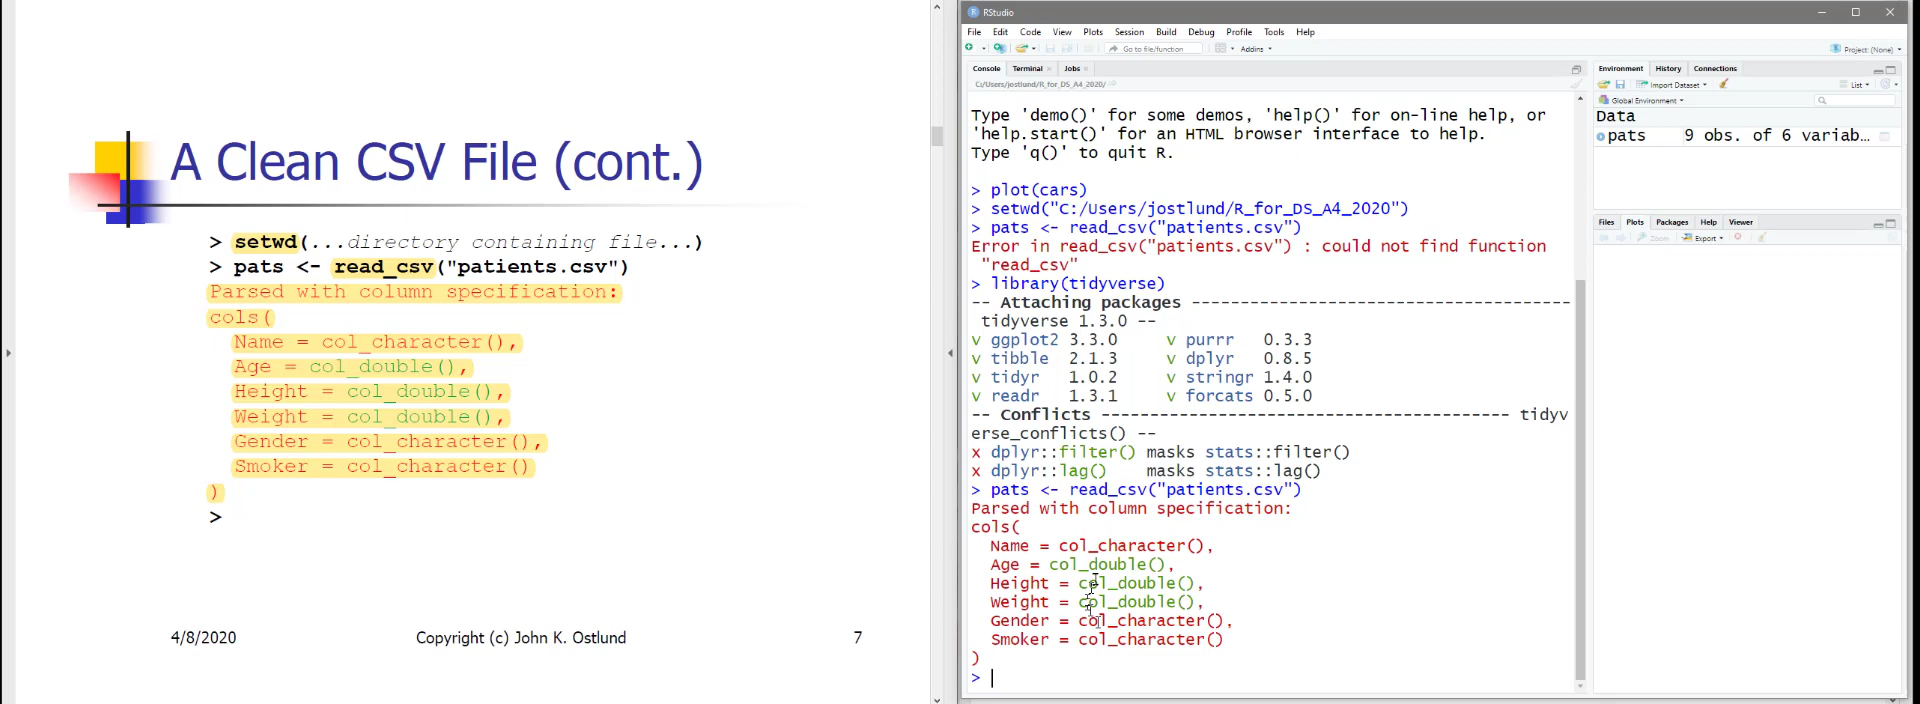 A Clean CSV File (cont.)
> setwd(...directory containing file...)
> pats <- read_csv("patients.csv")
Parsed with column specification:
cols(
Name = col_character(),
Age = col_double(),
Height = col_double(),
Weight = col_double(),
Gender = col_character(),
Smoker = col_character()
)
>
4/8/2020 Copyright (c) John K. Ostlund 7
RStudio
File Edit Code View Plots Session Build Debug Profile Tools Help
Go to file/function Addins Project: (None)
Console Terminal Jobs
C:/Users/jostlund/R_for_DS_A4_2020/
Type 'demo()' for some demos, 'help()' for on-line help, or
'help.start()' for an HTML browser interface to help.
Type 'q()' to quit R.
> plot(cars)
> setwd("C:/Users/jostlund/R_for_DS_A4_2020")
> pats <- read_csv("patients.csv")
Error in read_csv("patients.csv") : could not find function
"read_csv"
> library(tidyverse)
-- Attaching packages ---------------------------------------
tidyverse 1.3.0 --
v ggplot2 3.3.0 v purrr 0.3.3
v tibble 2.1.3 v dplyr 0.8.5
v tidyr 1.0.2 v stringr 1.4.0
v readr 1.3.1 v forcats 0.5.0
-- Conflicts ------------------------------------------ tidyv
erse_conflicts() --
x dplyr::filter() masks stats::filter()
x dplyr::lag() masks stats::lag()
> pats <- read_csv("patients.csv")
Parsed with column specification:
cols(
Name = col_character(),
Age = col_double(),
Height = col_double(),
Weight = col_double(),
Gender = col_character(),
Smoker = col_character()
)
>
Environment History Connections
Import Dataset List
Global Environment
Data
pats 9 obs. of 6 variab...
Files Plots Packages Help Viewer
Zoom Export